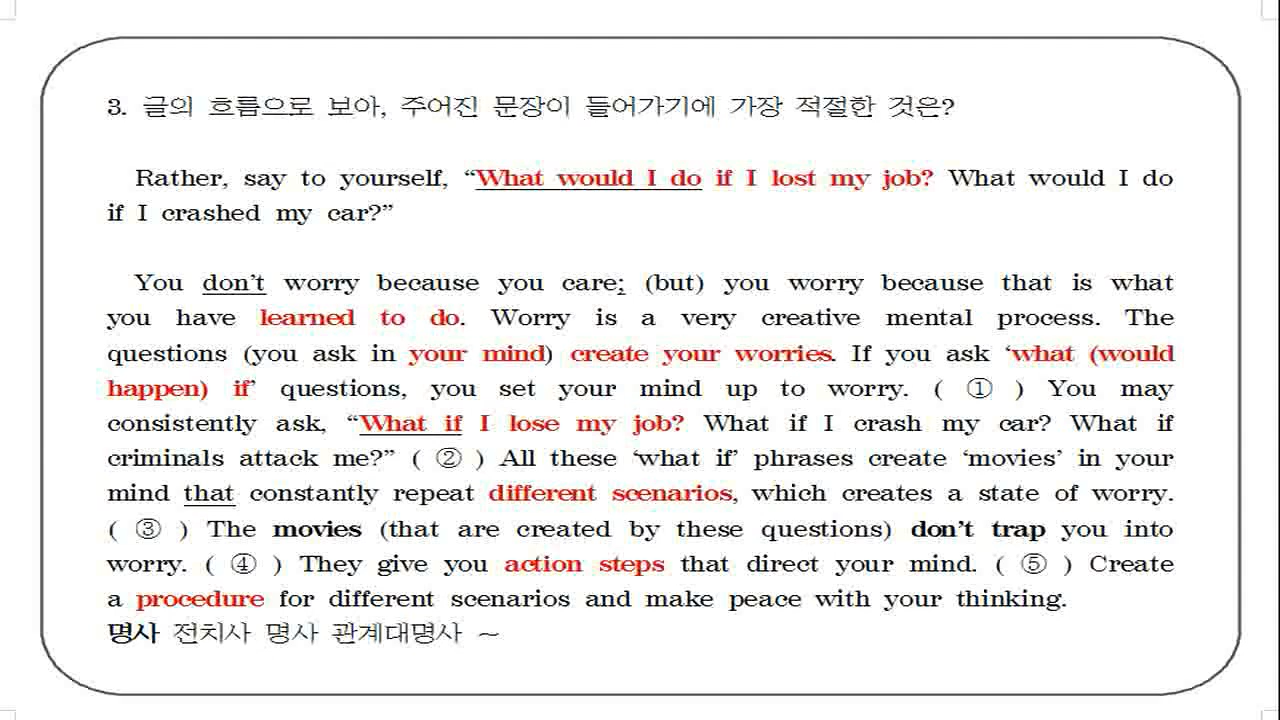 3. 글의 흐름으로 보아, 주어진 문장이 들어가기에 가장 적절한 것은?
Rather, say to yourself, “What would I do if I lost my job? What would I do
if I crashed my car?”
You don’t worry because you care; (but) you worry because that is what
you have learned to do. Worry is a very creative mental process. The
questions (you ask in your mind) create your worries. If you ask ‘what (would
happen) if’ questions, you set your mind up to worry. ( ① ) You may
consistently ask, “What if I lose my job? What if I crash my car? What if
criminals attack me?” ( ② ) All these ‘what if’ phrases create ‘movies’ in your
mind that constantly repeat different scenarios, which creates a state of worry.
( ③ ) The movies (that are created by these questions) don’t trap you into
worry. ( ④ ) They give you action steps that direct your mind. ( ⑤ ) Create
a procedure for different scenarios and make peace with your thinking.
명사 전치사 명사 관계대명사 ~